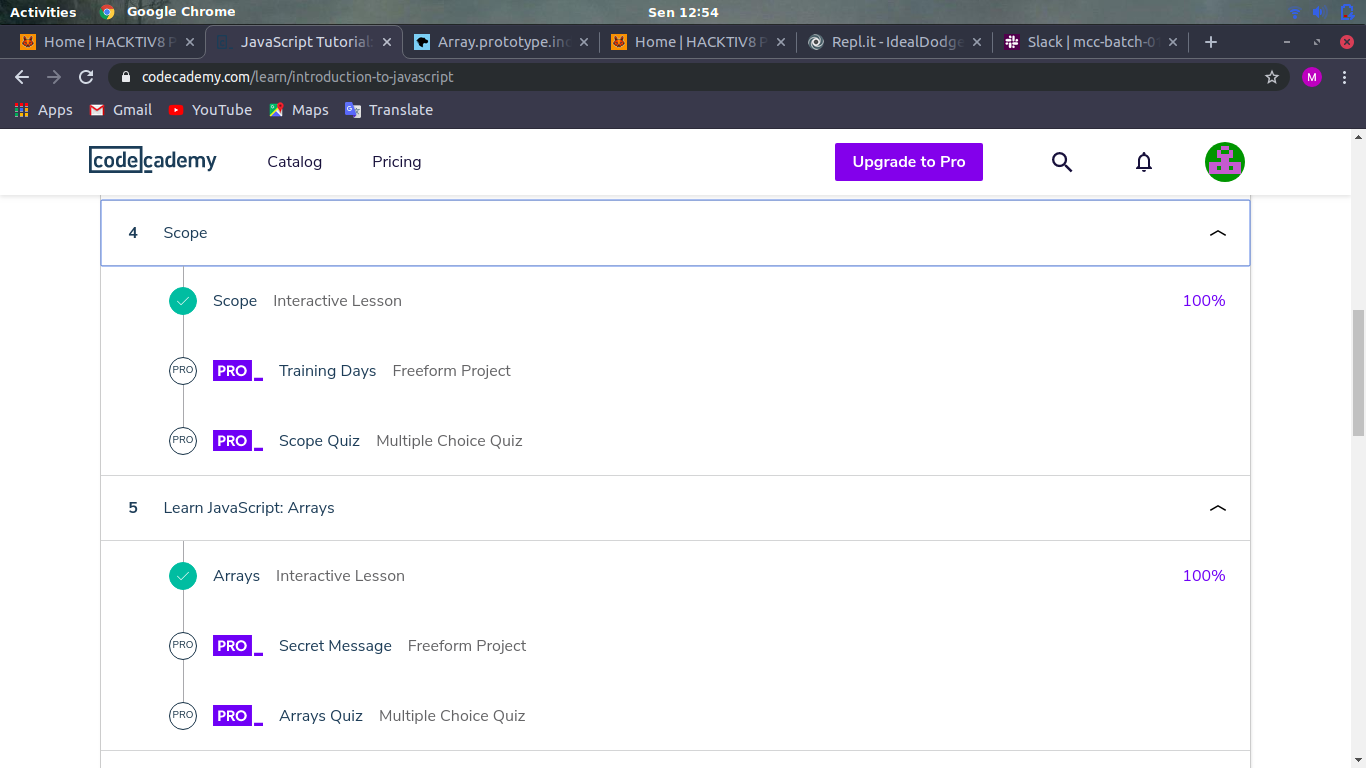 Activities Google Chrome Sen 12:54
Home | HACKTIV8 P JavaScript Tutorial: Array.prototype.inc Home | HACKTIV8 P Repl.it - IdealDodge Slack | mcc-batch-01
codecademy.com/learn/introduction-to-javascript M
Apps Gmail YouTube Maps Translate
codecademy Catalog Pricing Upgrade to Pro
4 Scope
Scope Interactive Lesson 100%
PRO PRO Training Days Freeform Project
PRO PRO Scope Quiz Multiple Choice Quiz
5 Learn JavaScript: Arrays
Arrays Interactive Lesson 100%
PRO PRO Secret Message Freeform Project
PRO PRO Arrays Quiz Multiple Choice Quiz